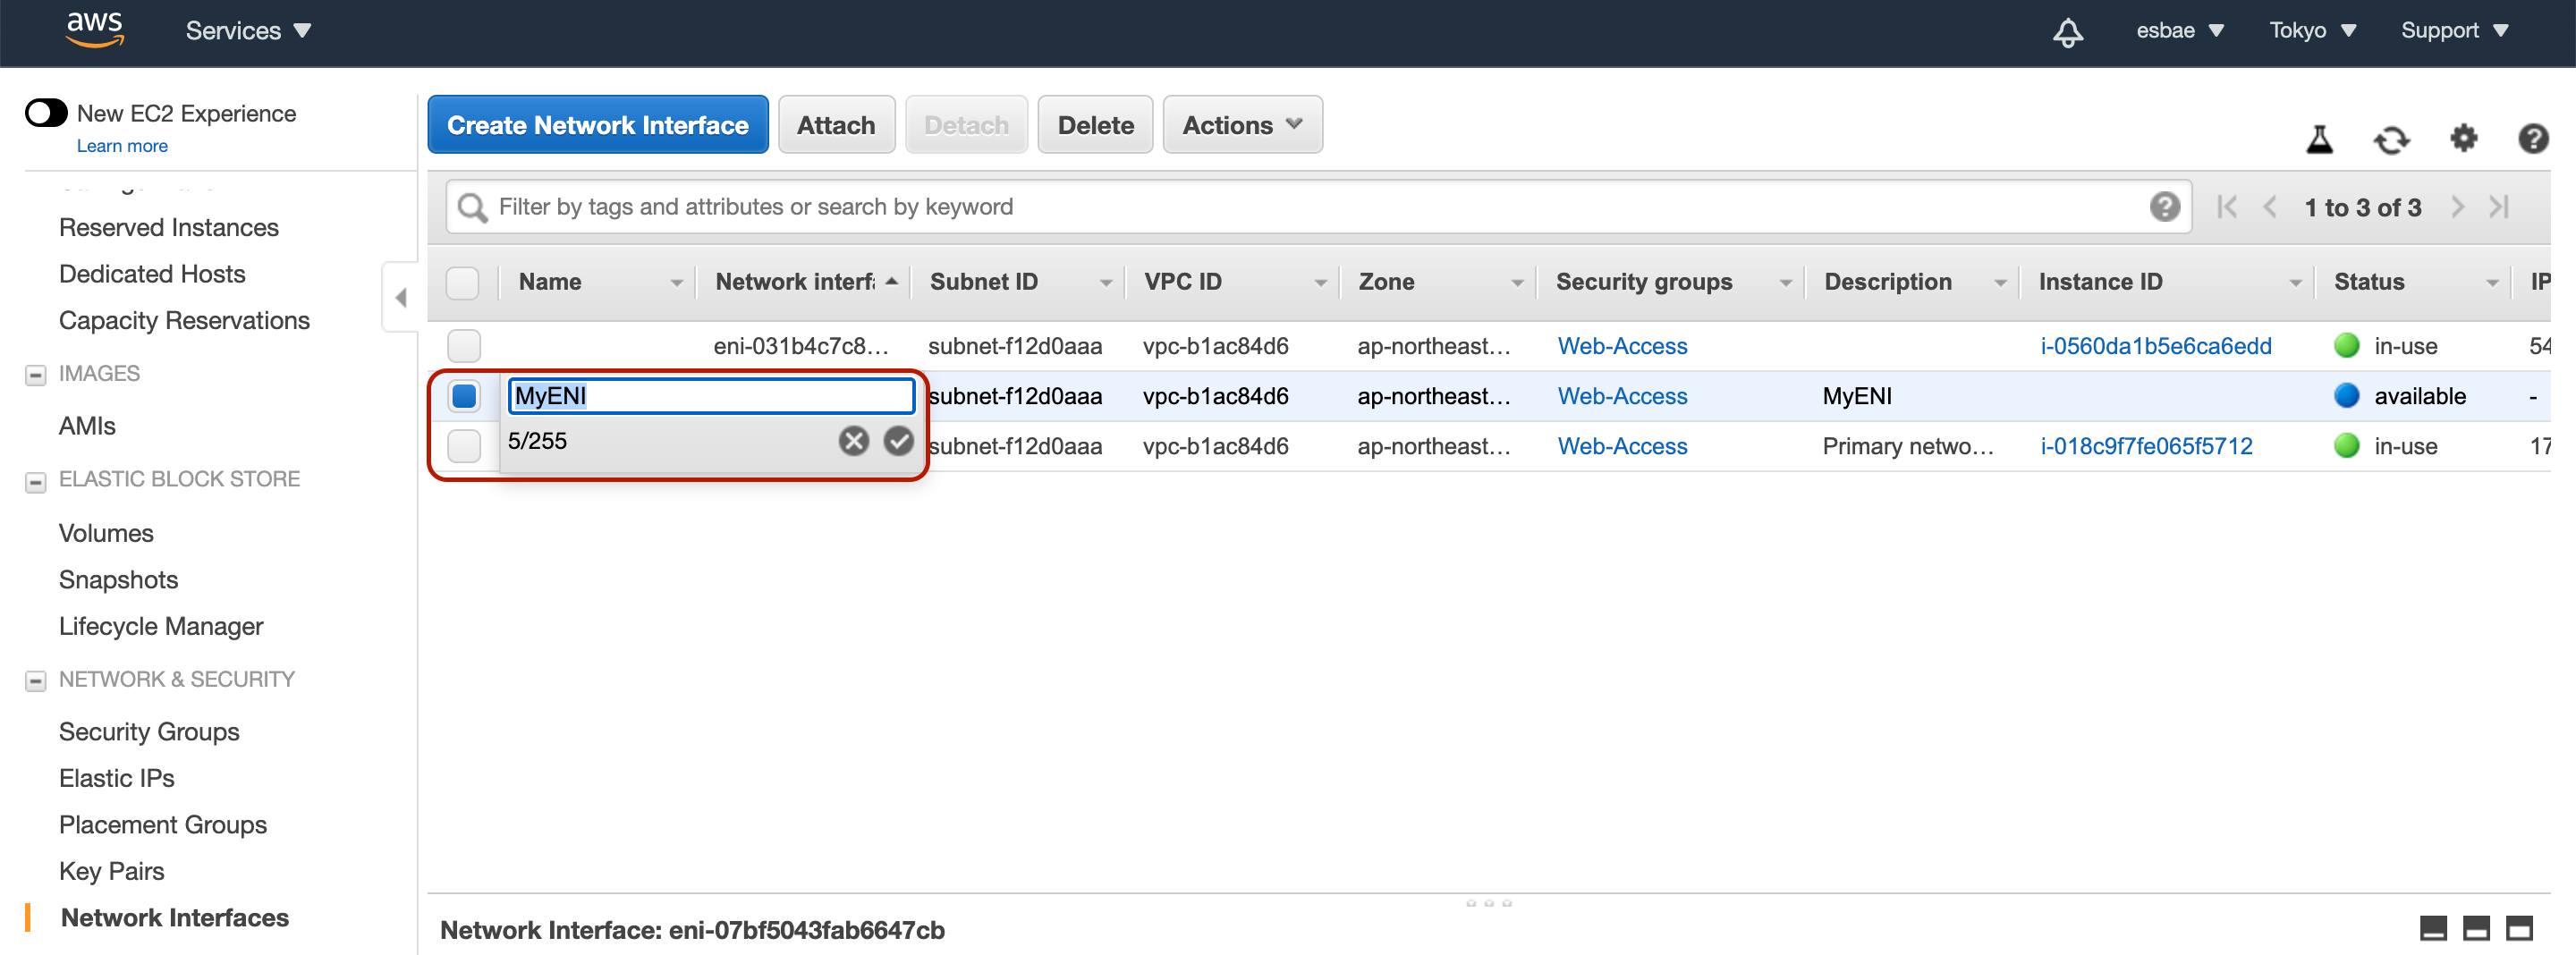 aws
Services
esbae
Tokyo
Support
New EC2 Experience
Learn more
Reserved Instances
Dedicated Hosts
Capacity Reservations
IMAGES
AMIs
ELASTIC BLOCK STORE
Volumes
Snapshots
Lifecycle Manager
NETWORK & SECURITY
Security Groups
Elastic IPs
Placement Groups
Key Pairs
Network Interfaces
Create Network Interface Attach Detach Delete Actions
Filter by tags and attributes or search by keyword
1 to 3 of 3
Name Network interf Subnet ID VPC ID Zone Security groups Description Instance ID Status IP
eni-031b4c7c8... subnet-f12d0aaa vpc-b1ac84d6 ap-northeast... Web-Access i-0560da1b5e6ca6edd in-use 54
MyENI subnet-f12d0aaa vpc-b1ac84d6 ap-northeast... Web-Access MyENI available -
5/255 subnet-f12d0aaa vpc-b1ac84d6 ap-northeast... Web-Access Primary netwo... i-018c9f7fe065f5712 in-use 17
Network Interface: eni-07bf5043fab6647cb